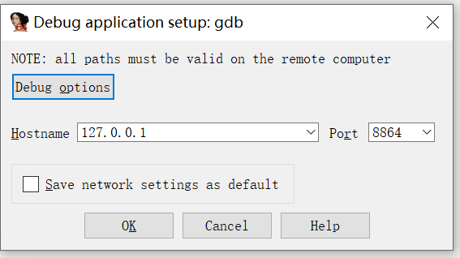 Debug application setup: gdb
NOTE: all paths must be valid on the remote computer
Debug options
Hostname 127.0.0.1 Port 8864
Save network settings as default
OK Cancel Help